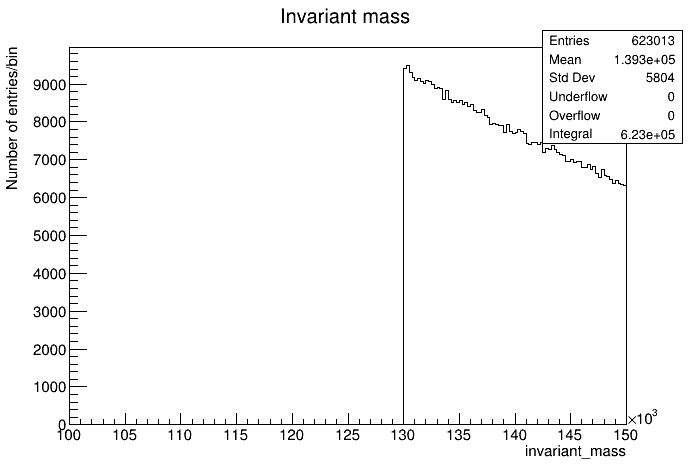 Invariant mass
Entries 623013
Mean 1.393e+05
Std Dev 5804
Underflow 0
Overflow 0
Integral 6.23e+05
Number of entries/bin
9000
8000
7000
6000
5000
4000
3000
2000
1000
0
100 105 110 115 120 125 130 135 140 145 150
×10³
invariant_mass